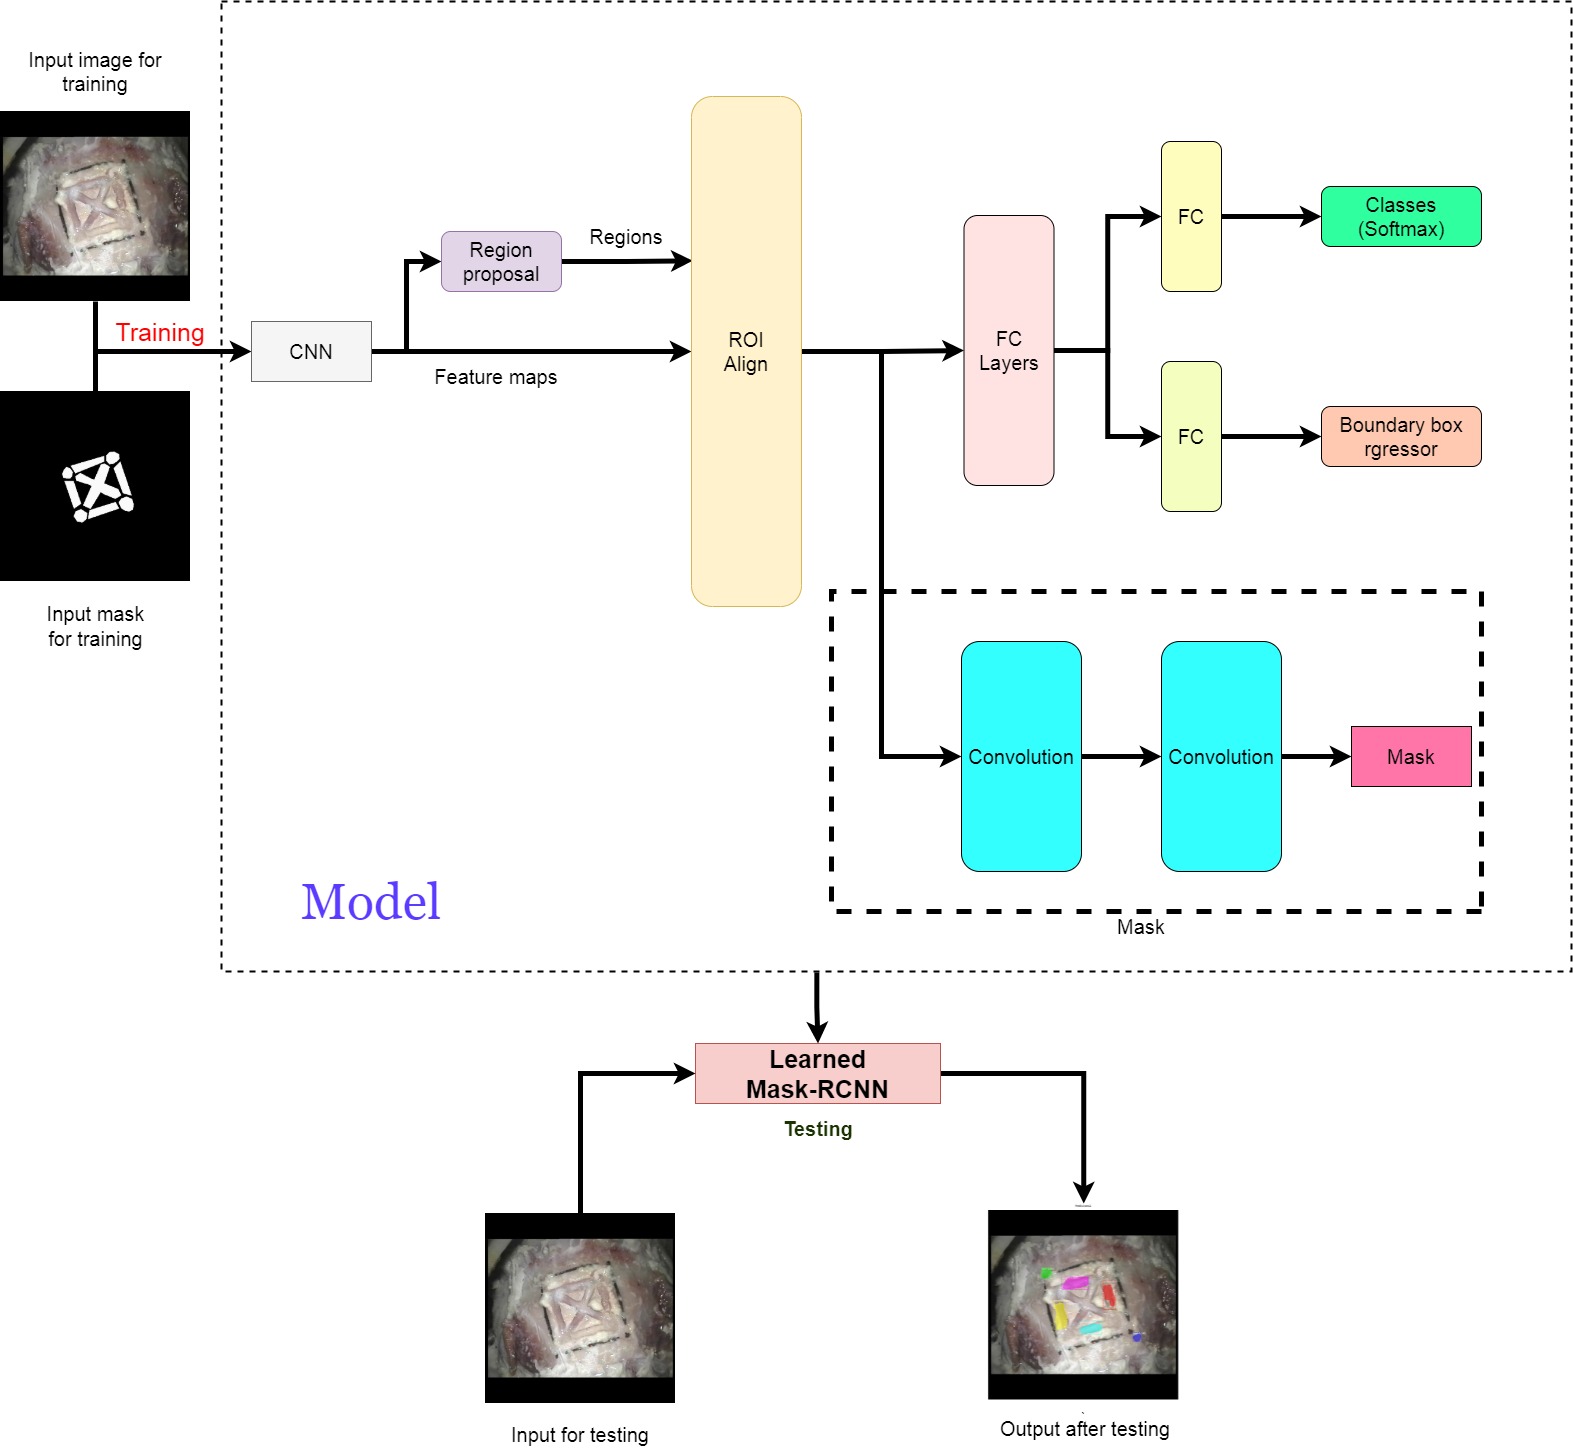 Input image for
training
Training
Input mask
for training
CNN
Region
proposal
Regions
Feature maps
ROI
Align
FC
Layers
FC
Classes
(Softmax)
FC
Boundary box
rgressor
Convolution
Convolution
Mask
Mask
Model
Learned
Mask-RCNN
Testing
Input for testing
Output after testing